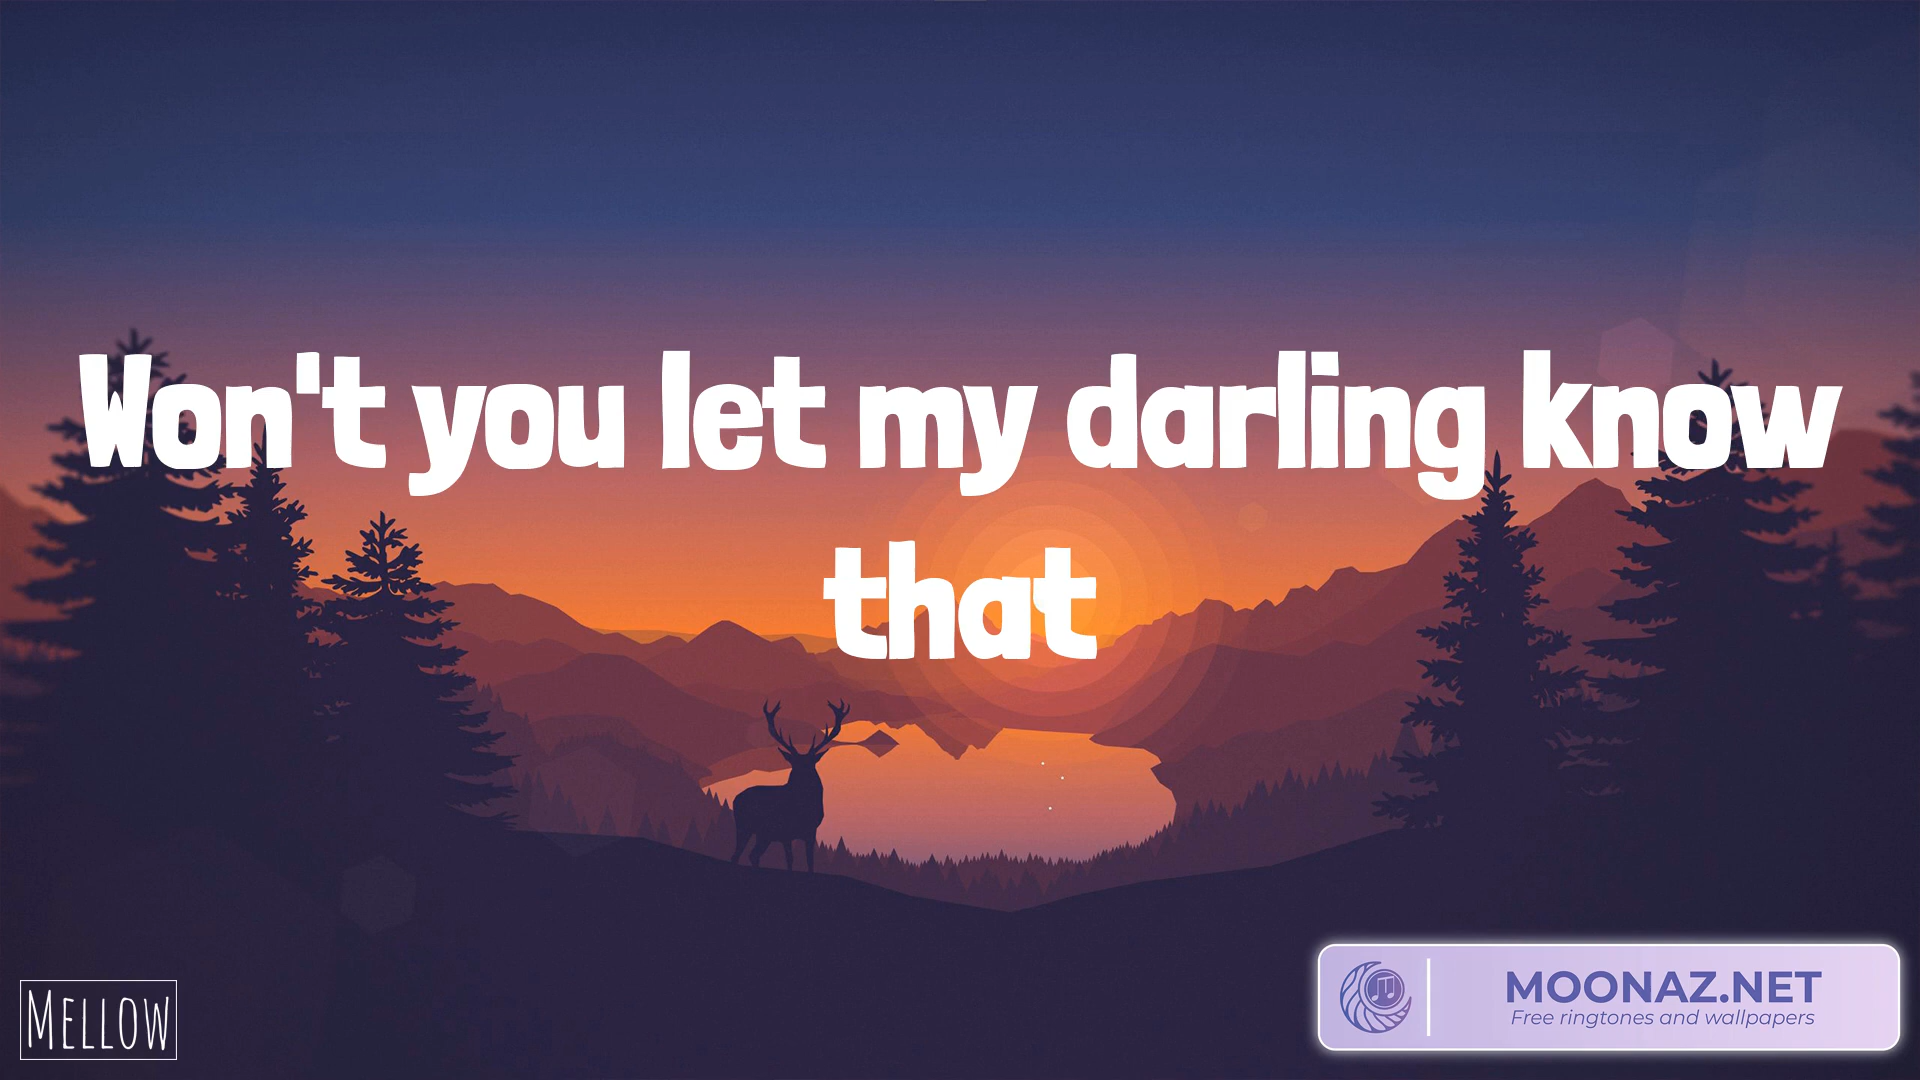 Won't you let my darling know
that
MELLOW
MOONAZ.NET
Free ringtones and wallpapers